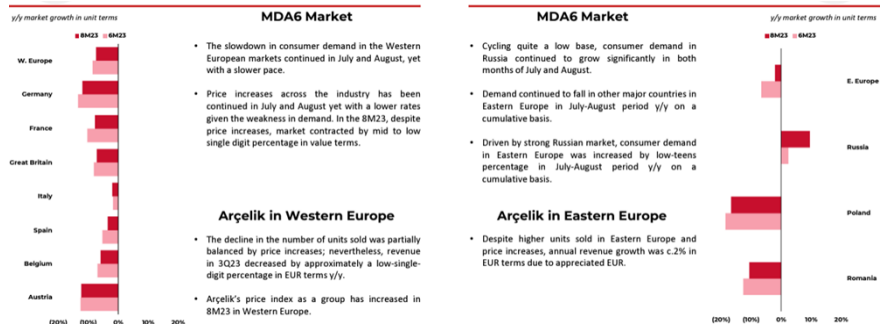 y/y market growth in unit terms
8M23 6M23
W. Europe
Germany
France
Great Britain
Italy
Spain
Belgium
Austria
(20%) (10%) 0% 10% 20%
MDA6 Market
• The slowdown in consumer demand in the Western
European markets continued in July and August, yet
with a slower pace.
• Price increases across the industry has been
continued in July and August yet with a lower rates
given the weakness in demand. In the 8M23, despite
price increases, market contracted by mid to low
single digit percentage in value terms.
Arçelik in Western Europe
• The decline in the number of units sold was partially
balanced by price increases; nevertheless, revenue
in 3Q23 decreased by approximately a low-single-
digit percentage in EUR terms y/y.
• Arçelik's price index as a group has increased in
8M23 in Western Europe.
MDA6 Market
• Cycling quite a low base, consumer demand in
Russia continued to grow significantly in both
months of July and August.
• Demand continued to fall in other major countries in
Eastern Europe in July-August period y/y on a
cumulative basis.
• Driven by strong Russian market, consumer demand
in Eastern Europe was increased by low-teens
percentage in July-August period y/y on a
cumulative basis.
Arçelik in Eastern Europe
• Despite higher units sold in Eastern Europe and
price increases, annual revenue growth was c.2% in
EUR terms due to appreciated EUR.
y/y market growth in unit terms
8M23 6M23
E. Europe
Russia
Poland
Romania
(20%) (10%) 0% 10% 20%